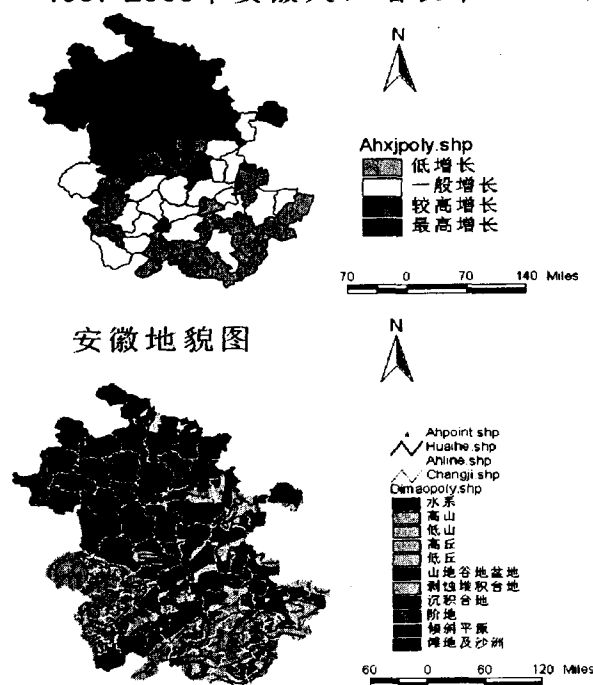 N
Ahxjpoly.shp
低增长
一般增长
较高增长
最高增长
70 0 70 140 Miles
安徽地貌图
N
Ahpoint.shp
Huaihe.shp
Ahline.shp
Changji.shp
Dimaopoly.shp
水系
高山
低山
高丘
低丘
山地谷地盆地
剥蚀堆积台地
沉积台地
阶地
倾斜平原
滩地及沙洲
60 0 60 120 Miles